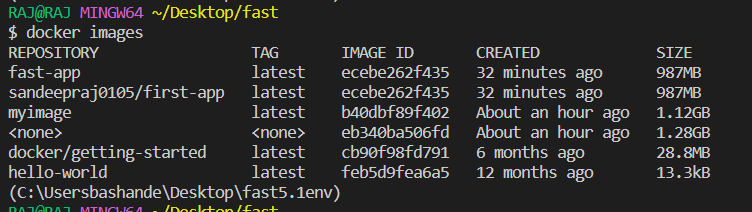 RAJ@RAJ MINGW64 ~/Desktop/fast
$ docker images
REPOSITORY TAG IMAGE ID CREATED SIZE
fast-app latest ecebe262f435 32 minutes ago 987MB
sandeepraj0105/first-app latest ecebe262f435 32 minutes ago 987MB
myimage latest b40dbf89f402 About an hour ago 1.12GB
<none> <none> eb340ba506fd About an hour ago 1.28GB
docker/getting-started latest cb90f98fd791 6 months ago 28.8MB
hello-world latest feb5d9fea6a5 12 months ago 13.3kB
(C:\Usersbashande\Desktop\fast5.1env)
RAJ@RAJ MINGW64 ~/Desktop/fast